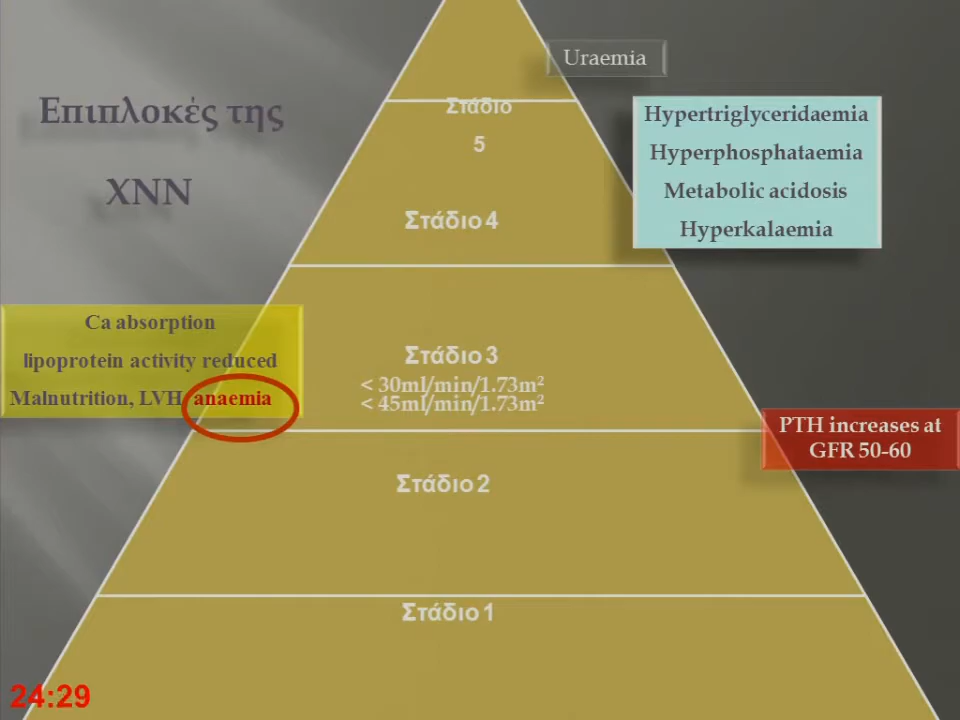 Uraemia
Επιπλοκές της
ΧΝΝ
Στάδιο
5
Hypertriglyceridaemia
Hyperphosphataemia
Metabolic acidosis
Hyperkalaemia
Στάδιο 4
Ca absorption
lipoprotein activity reduced
Malnutrition, LVH, anaemia
Στάδιο 3
< 30ml/min/1.73m²
< 45ml/min/1.73m²
PTH increases at
GFR 50-60
Στάδιο 2
Στάδιο 1
24:29